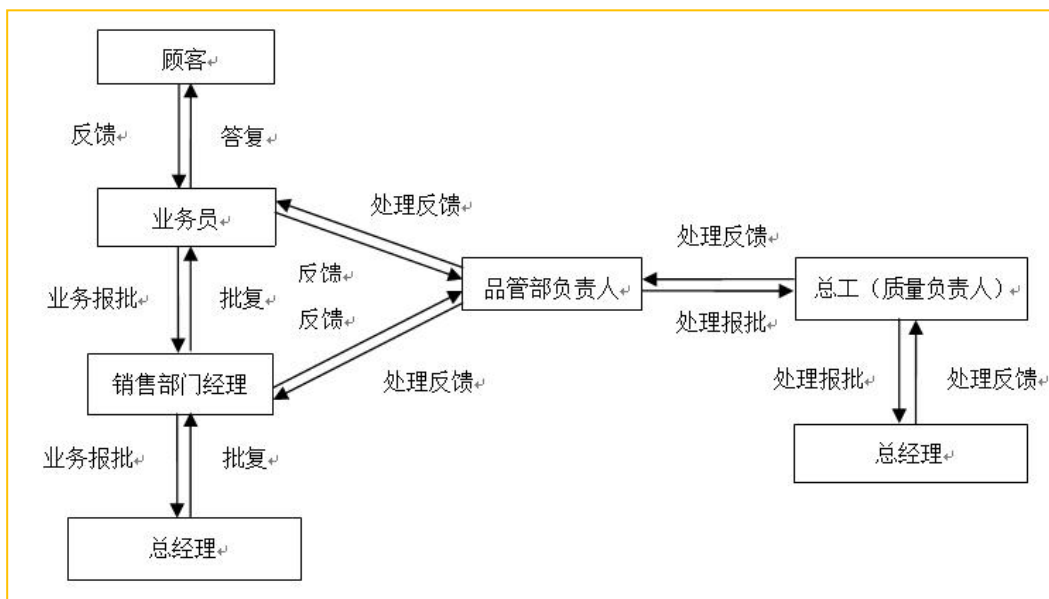 顾客
反馈
答复
业务员
处理反馈
处理反馈
反馈
品管部负责人
总工（质量负责人）
业务报批
批复
反馈
处理报批
销售部门经理
处理反馈
处理报批
处理反馈
业务报批
批复
总经理
总经理